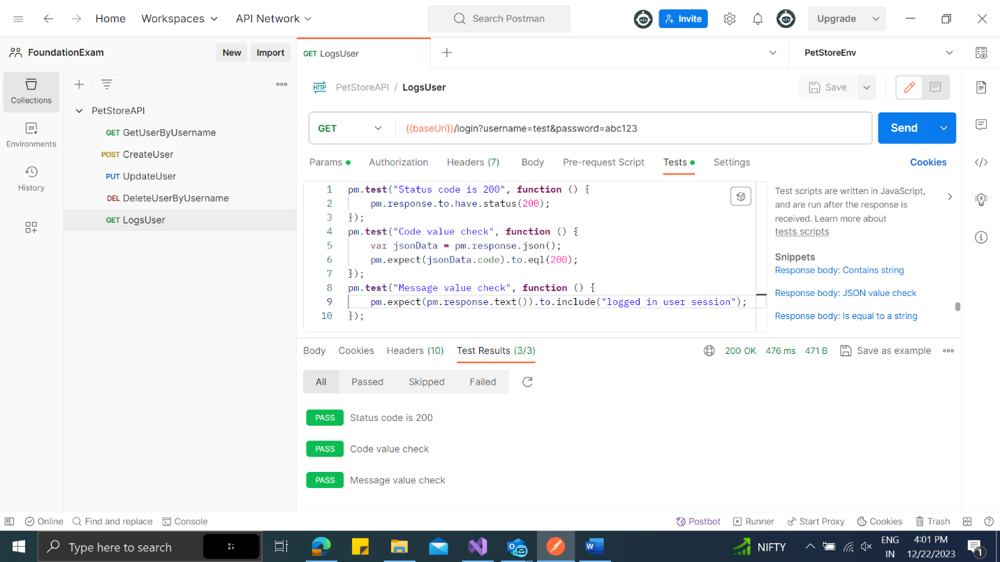 Home Workspaces API Network Search Postman Invite Upgrade
FoundationExam New Import GET LogsUser PetStoreEnv
Collections
Environments
History
PetStoreAPI
GET GetUserByUsername
POST CreateUser
PUT UpdateUser
DEL DeleteUserByUsername
GET LogsUser
HTTP PetStoreAPI / LogsUser Save
GET {{baseUrl}}/login?username=test&password=abc123 Send
Params Authorization Headers (7) Body Pre-request Script Tests Settings Cookies
1 pm.test("Status code is 200", function () {
2 pm.response.to.have.status(200);
3 });
4 pm.test("Code value check", function () {
5 var jsonData = pm.response.json();
6 pm.expect(jsonData.code).to.eql(200);
7 });
8 pm.test("Message value check", function () {
9 pm.expect(pm.response.text()).to.include("logged in user session");
10 });
Test scripts are written in JavaScript,
and are run after the response is
received. Learn more about
tests scripts
Snippets
Response body: Contains string
Response body: JSON value check
Response body: Is equal to a string
Body Cookies Headers (10) Test Results (3/3) 200 OK 476 ms 471 B Save as example
All Passed Skipped Failed
PASS Status code is 200
PASS Code value check
PASS Message value check
Online Find and replace Console Postbot Runner Start Proxy Cookies Trash
Type here to search NIFTY ENG
IN
4:01 PM
12/22/2023
1